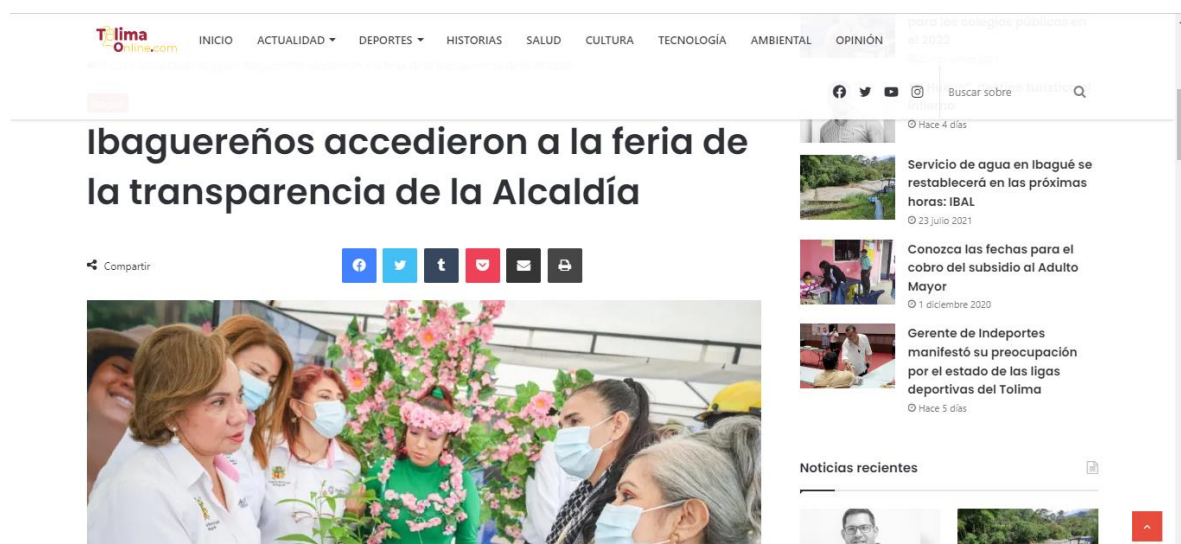 Tolima
Online.com
INICIO ACTUALIDAD DEPORTES HISTORIAS SALUD CULTURA TECNOLOGÍA AMBIENTAL OPINIÓN
para los colegios públicos en
el 2022
Buscar sobre
Hace 4 días
Ibaguereños accedieron a la feria de
la transparencia de la Alcaldía
Compartir
Servicio de agua en Ibagué se
restablecerá en las próximas
horas: IBAL
23 julio 2021
Conozca las fechas para el
cobro del subsidio al Adulto
Mayor
1 diciembre 2020
Gerente de Indeportes
manifestó su preocupación
por el estado de las ligas
deportivas del Tolima
Hace 5 días
Noticias recientes